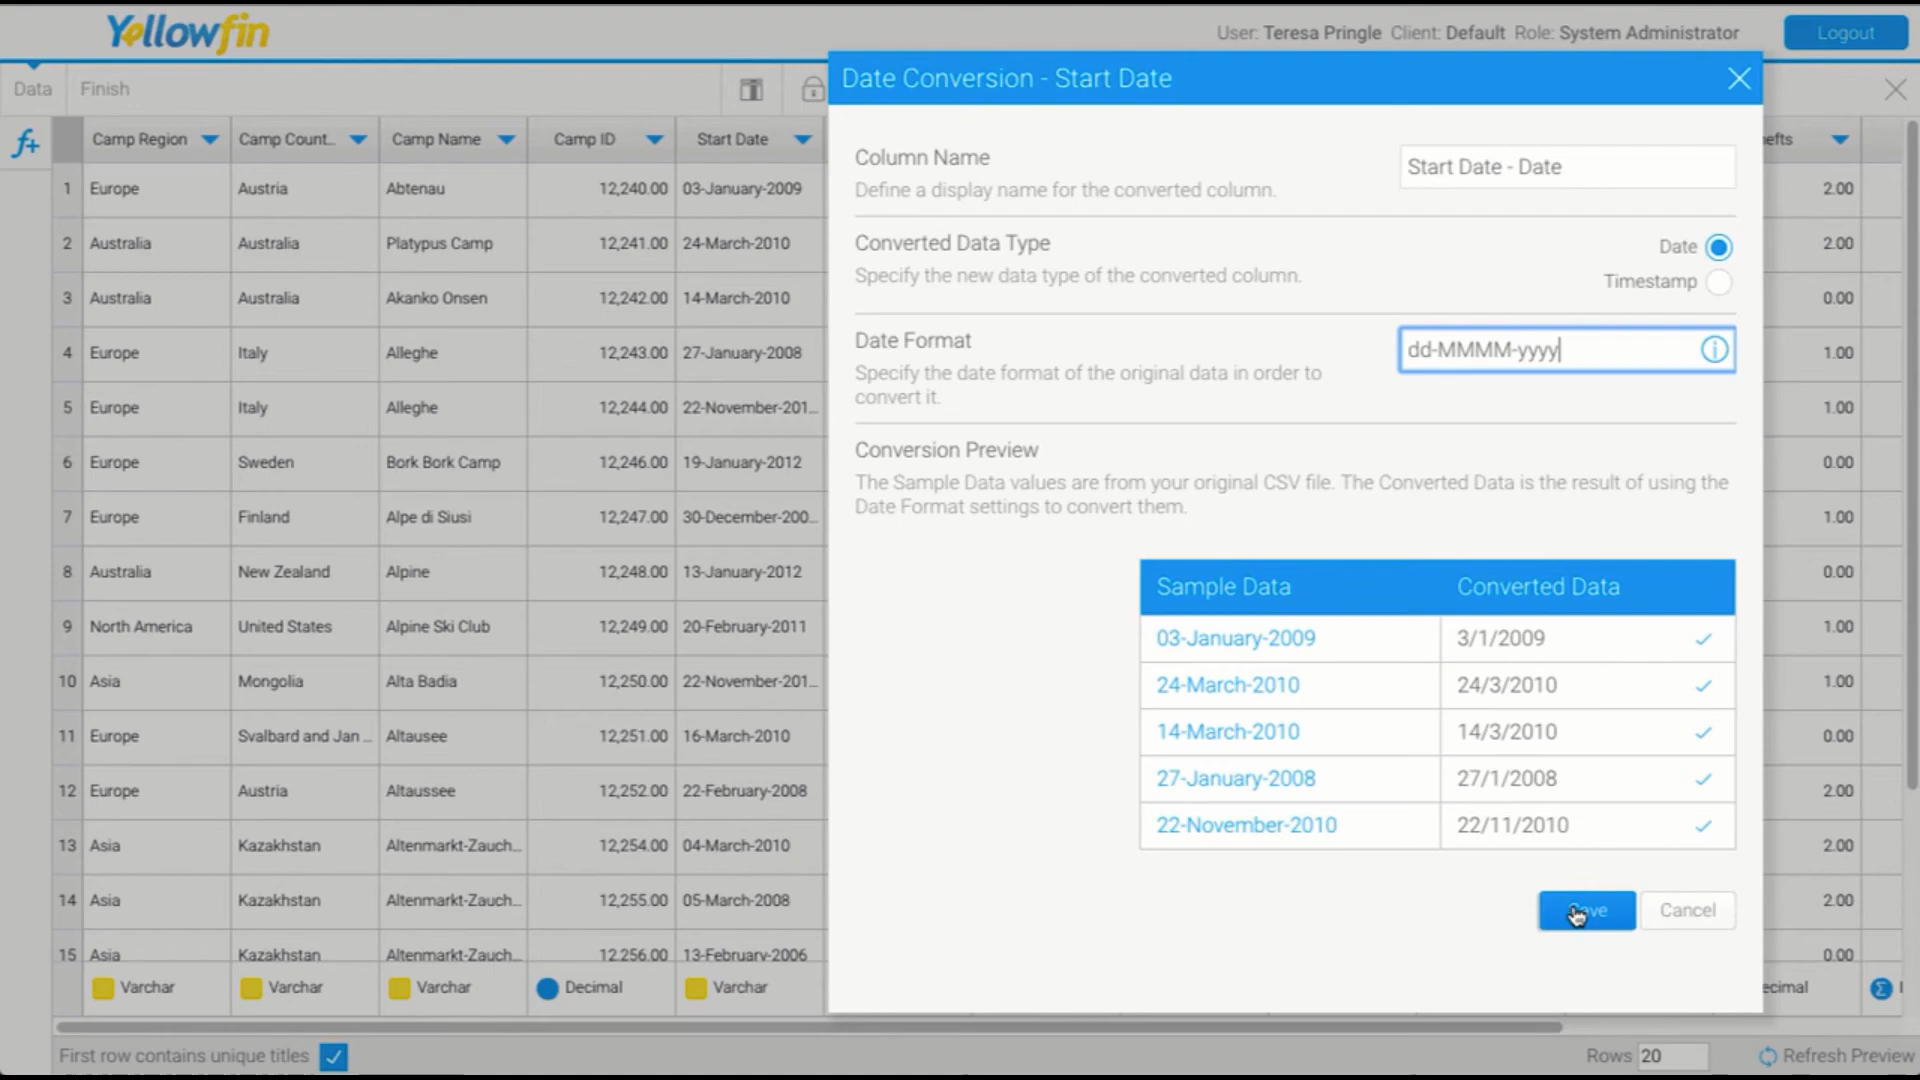 Yellowfin
User: Teresa Pringle Client: Default Role: System Administrator
Logout
Data
Finish
Date Conversion - Start Date
Camp Region
Camp Count...
Camp Name
Camp ID
Start Date
1 Europe Austria Abtenau 12,240.00 03-January-2009 2.00
2 Australia Australia Platypus Camp 12,241.00 24-March-2010 2.00
3 Australia Australia Akanko Onsen 12,242.00 14-March-2010 0.00
4 Europe Italy Alleghe 12,243.00 27-January-2008 1.00
5 Europe Italy Alleghe 12,244.00 22-November-201... 1.00
6 Europe Sweden Bork Bork Camp 12,246.00 19-January-2012 0.00
7 Europe Finland Alpe di Siusi 12,247.00 30-December-200... 1.00
8 Australia New Zealand Alpine 12,248.00 13-January-2012 0.00
9 North America United States Alpine Ski Club 12,249.00 20-February-2011 1.00
10 Asia Mongolia Alta Badia 12,250.00 22-November-201... 1.00
11 Europe Svalbard and Jan ... Altausee 12,251.00 16-March-2010 0.00
12 Europe Austria Altaussee 12,252.00 22-February-2008 2.00
13 Asia Kazakhstan Altenmarkt-Zauch... 12,254.00 04-March-2010 2.00
14 Asia Kazakhstan Altenmarkt-Zauch... 12,255.00 05-March-2008 2.00
15 Asia Kazakhstan Altenmarkt-Zauch... 12,256.00 13-February-2006 0.00
Varchar Varchar Varchar Decimal Varchar ecimal
Column Name
Define a display name for the converted column.
Start Date - Date
Converted Data Type
Specify the new data type of the converted column.
Date
Timestamp
Date Format
Specify the date format of the original data in order to
convert it.
dd-MMMM-yyyy
Conversion Preview
The Sample Data values are from your original CSV file. The Converted Data is the result of using the
Date Format settings to convert them.
Sample Data Converted Data
03-January-2009 3/1/2009
24-March-2010 24/3/2010
14-March-2010 14/3/2010
27-January-2008 27/1/2008
22-November-2010 22/11/2010
Cancel
First row contains unique titles
Rows 20
Refresh Preview